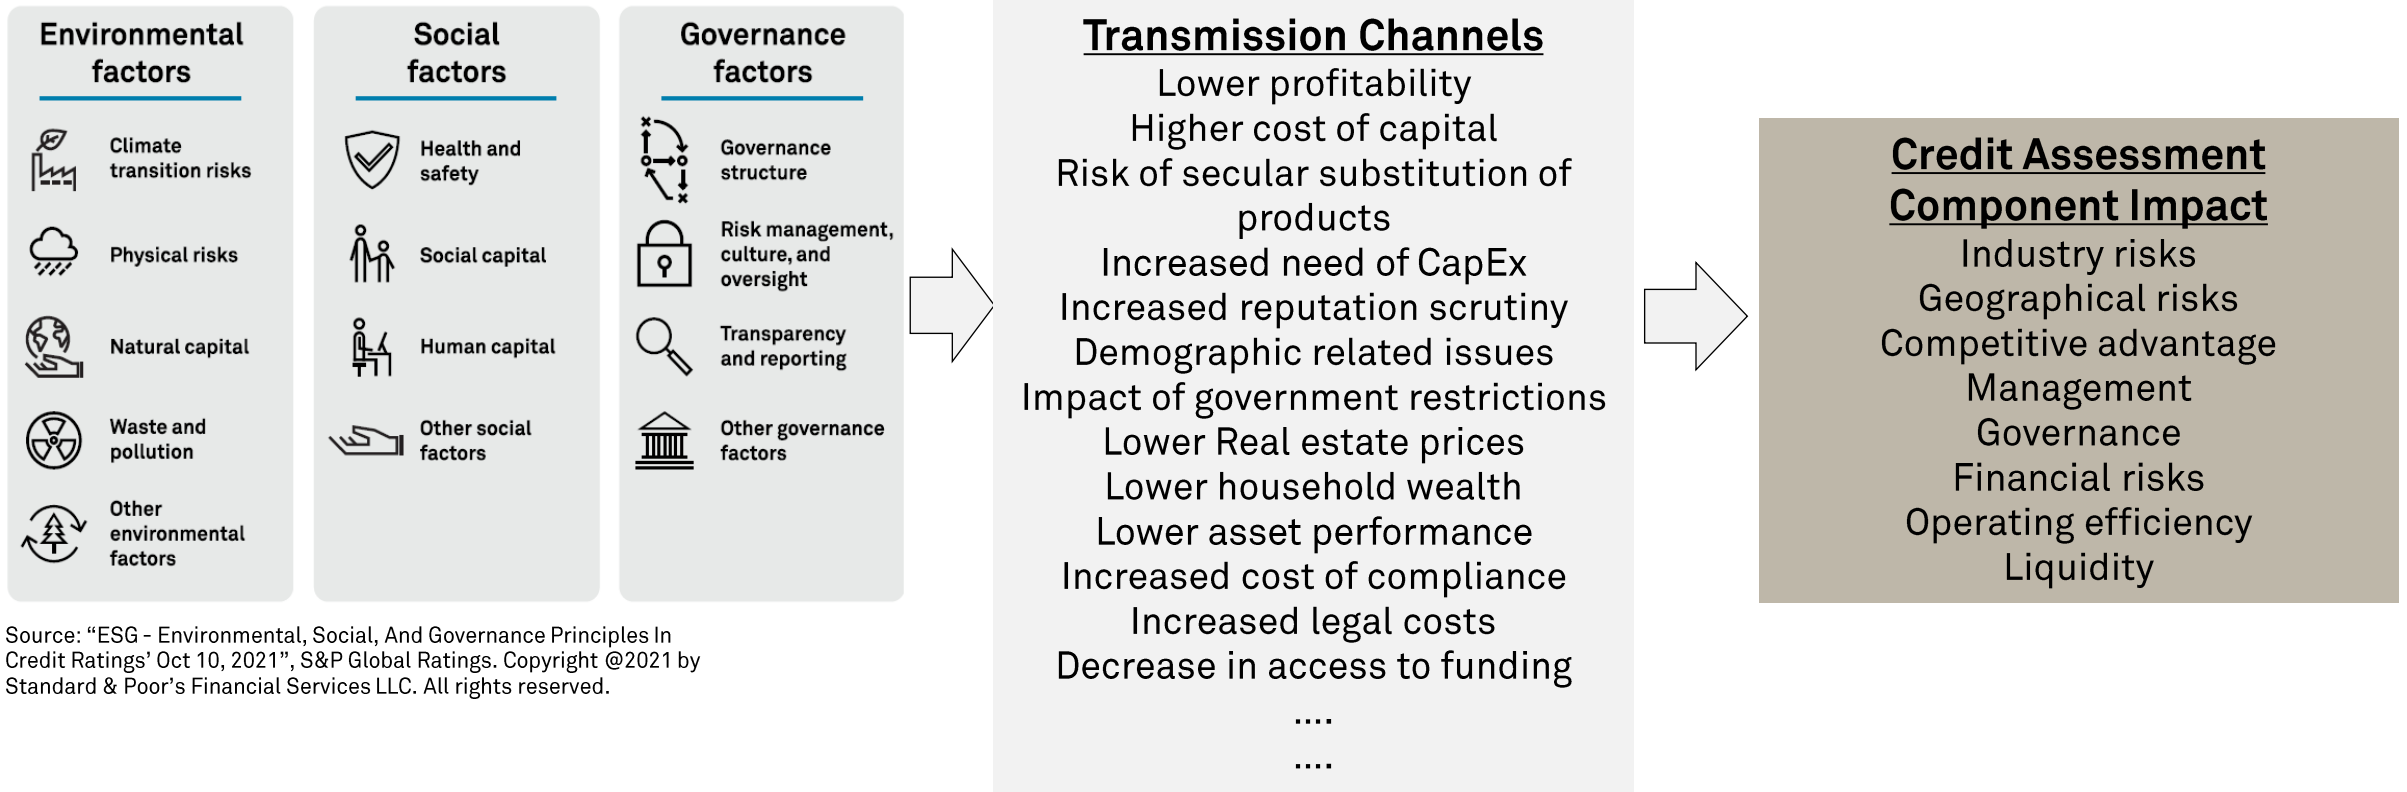 Environmental
factors
Climate
transition risks
Physical risks
Natural capital
Waste and
pollution
Other
environmental
factors
Social
factors
Health and
safety
Social capital
Human capital
Other social
factors
Governance
factors
Governance
structure
Risk management,
culture, and
oversight
Transparency
and reporting
Other governance
factors
Source: “ESG - Environmental, Social, And Governance Principles In
Credit Ratings’ Oct 10, 2021”, S&P Global Ratings. Copyright @2021 by
Standard & Poor’s Financial Services LLC. All rights reserved.
Transmission Channels
Lower profitability
Higher cost of capital
Risk of secular substitution of
products
Increased need of CapEx
Increased reputation scrutiny
Demographic related issues
Impact of government restrictions
Lower Real estate prices
Lower household wealth
Lower asset performance
Increased cost of compliance
Increased legal costs
Decrease in access to funding
....
....
Credit Assessment
Component Impact
Industry risks
Geographical risks
Competitive advantage
Management
Governance
Financial risks
Operating efficiency
Liquidity